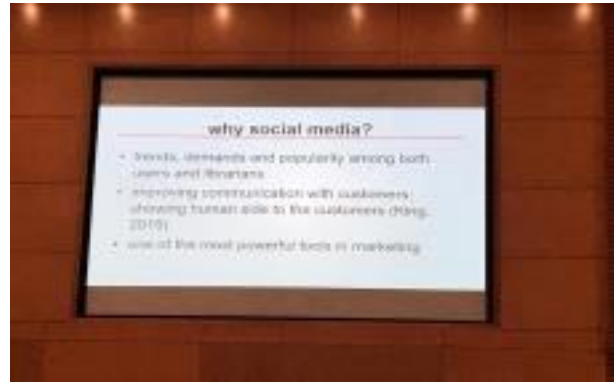 why social media?
• trends, demands and popularity among both
users and librarians
• improving communication with customers;
showing human side to the customers (King,
• one of the most powerful tools in marketing